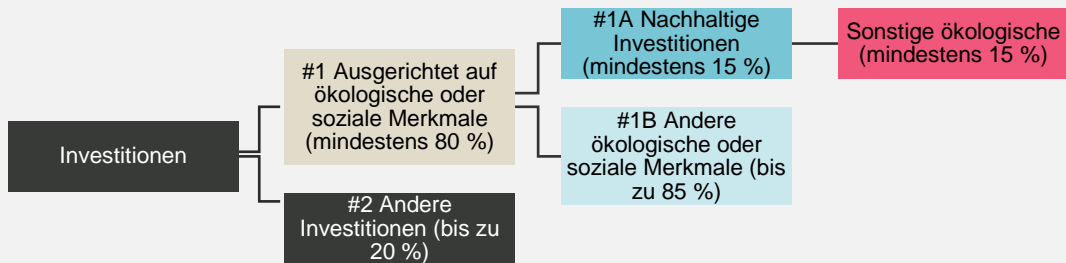 Investitionen
#1 Ausgerichtet auf
ökologische oder
soziale Merkmale
(mindestens 80 %)
#2 Andere
Investitionen (bis zu
20 %)
#1A Nachhaltige
Investitionen
(mindestens 15 %)
#1B Andere
ökologische oder
soziale Merkmale (bis
zu 85 %)
Sonstige ökologische
(mindestens 15 %)